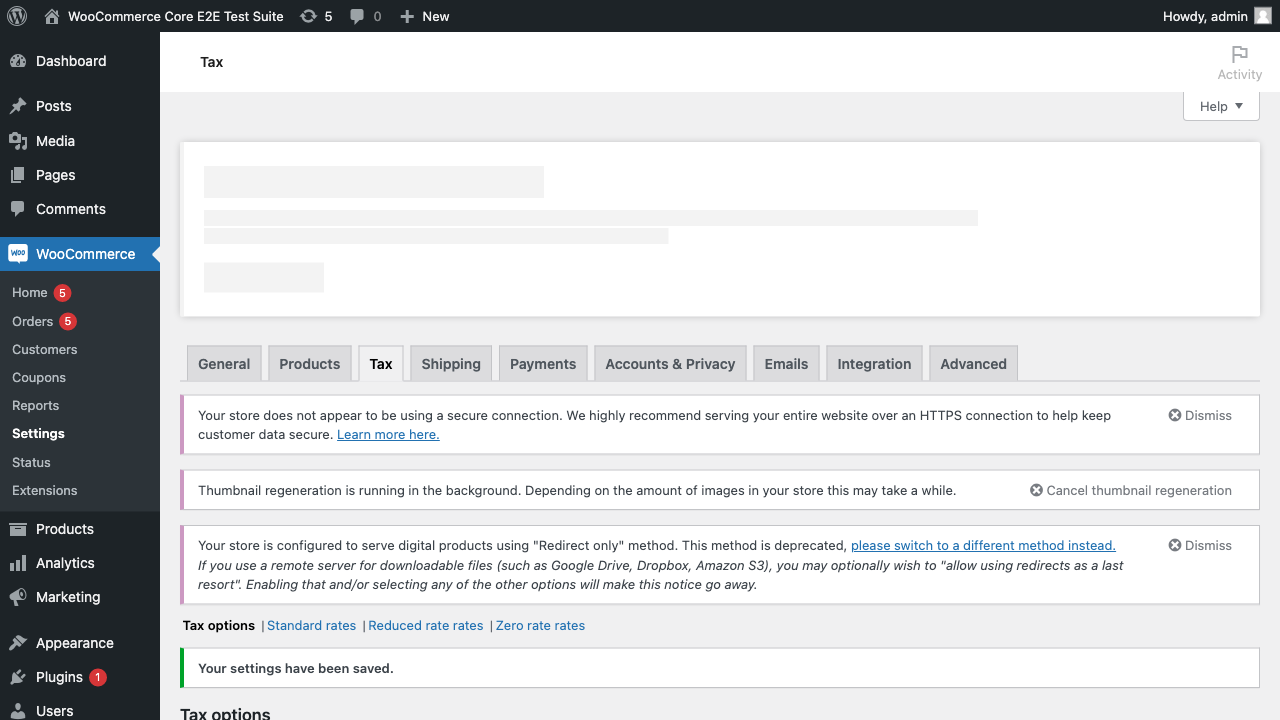 WooCommerce Core E2E Test Suite 5 0 New Howdy, admin
Dashboard
Posts
Media
Pages
Comments
WooCommerce
Home 5
Orders 5
Customers
Coupons
Reports
Settings
Status
Extensions
Products
Analytics
Marketing
Appearance
Plugins 1
Users
Tax
Activity
Help
General Products Tax Shipping Payments Accounts & Privacy Emails Integration Advanced
Your store does not appear to be using a secure connection. We highly recommend serving your entire website over an HTTPS connection to help keep
customer data secure. Learn more here.
Dismiss
Thumbnail regeneration is running in the background. Depending on the amount of images in your store this may take a while.
Cancel thumbnail regeneration
Your store is configured to serve digital products using "Redirect only" method. This method is deprecated, please switch to a different method instead.
If you use a remote server for downloadable files (such as Google Drive, Dropbox, Amazon S3), you may optionally wish to "allow using redirects as a last
resort". Enabling that and/or selecting any of the other options will make this notice go away.
Dismiss
Tax options | Standard rates | Reduced rate rates | Zero rate rates
Your settings have been saved.
Tax options